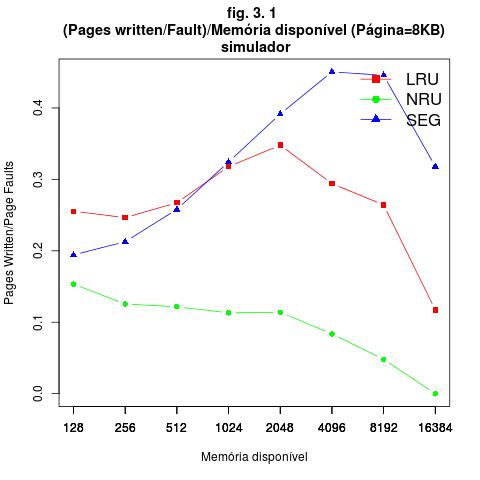 fig. 3. 1
(Pages written/Fault)/Memória disponível (Página=8KB)
simulador
LRU
NRU
SEG
Pages Written/Page Faults
0.4
0.3
0.2
0.1
0.0
128 256 512 1024 2048 4096 8192 16384
Memória disponível